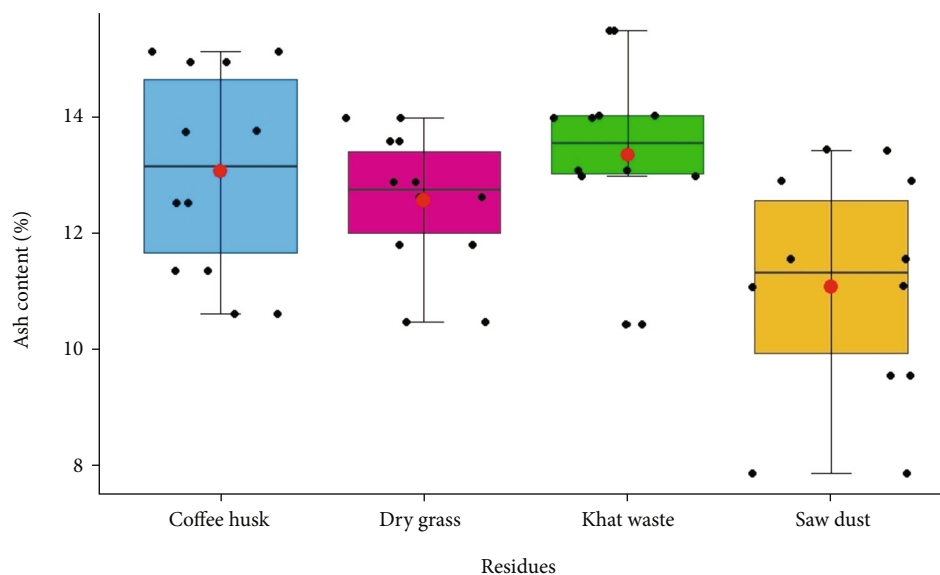 Ash content (%)
14
12
10
8
Coffee husk
Dry grass
Khat waste
Saw dust
Residues